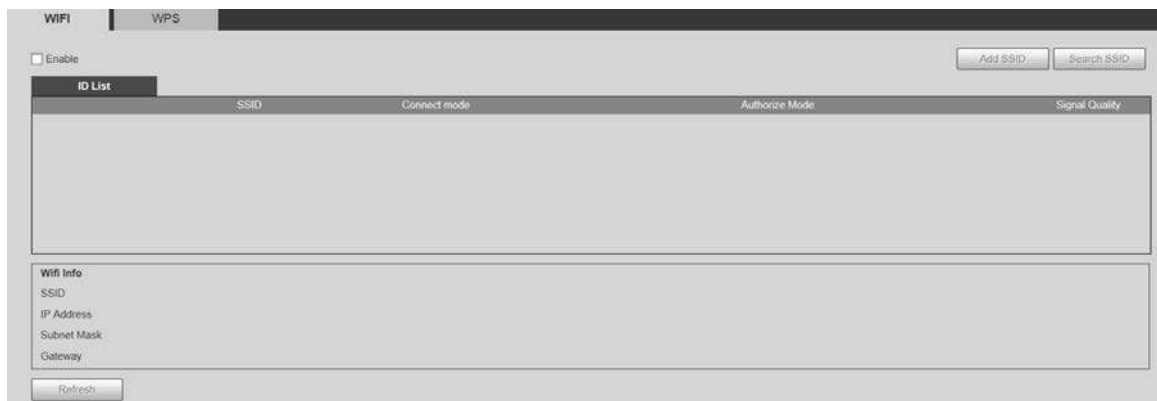 WIFI WPS
Enable Add SSID Search SSID
ID List
SSID Connect mode Authorize Mode Signal Quality
Wifi Info
SSID
IP Address
Subnet Mask
Gateway
Refresh